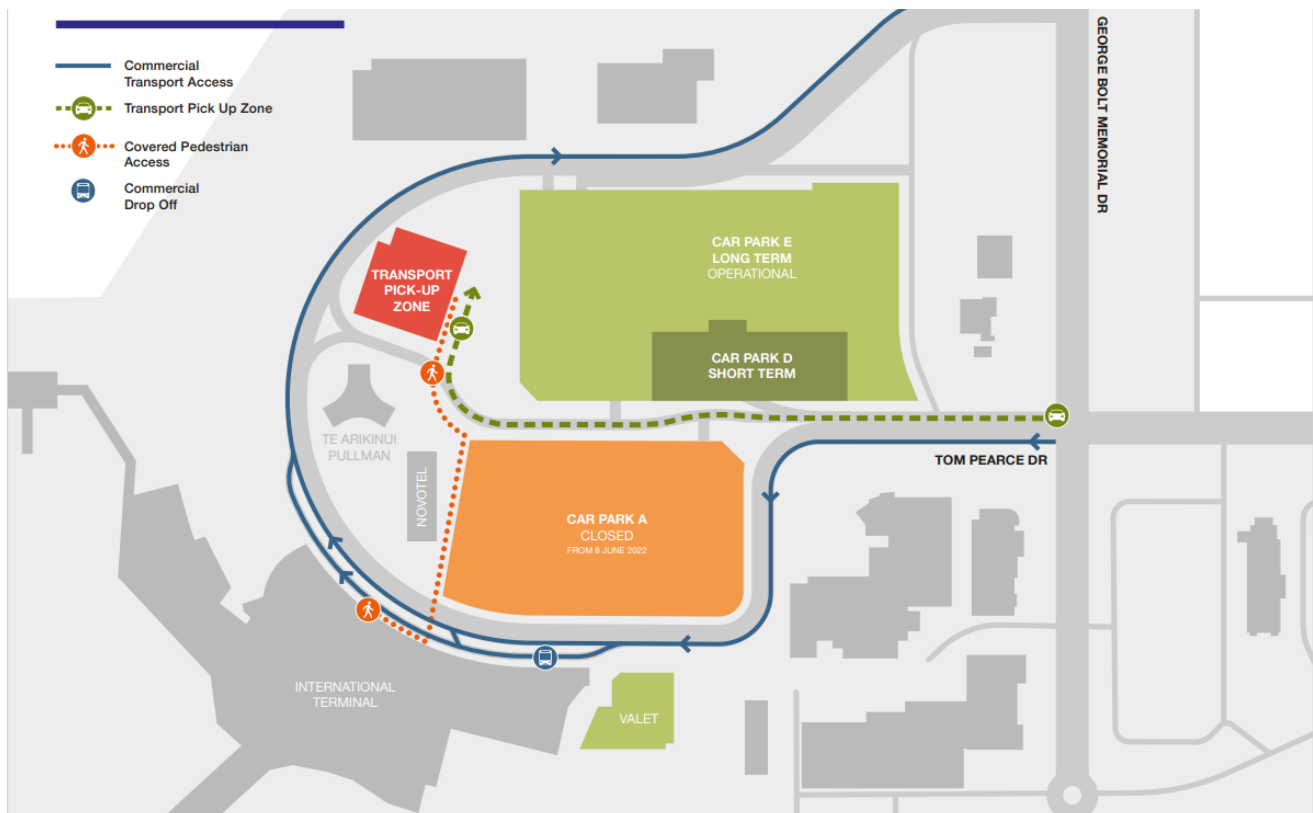 Commercial
Transport Access
Transport Pick Up Zone
Covered Pedestrian
Access
Commercial
Drop Off
GEORGE BOLT MEMORIAL DR
CAR PARK E
LONG TERM
OPERATIONAL
TRANSPORT
PICK-UP
ZONE
CAR PARK D
SHORT TERM
TE ARIKINUI
PULLMAN
TOM PEARCE DR
NOVOTEL
CAR PARK A
CLOSED
FROM 8 JUNE 2022
INTERNATIONAL
TERMINAL
VALET